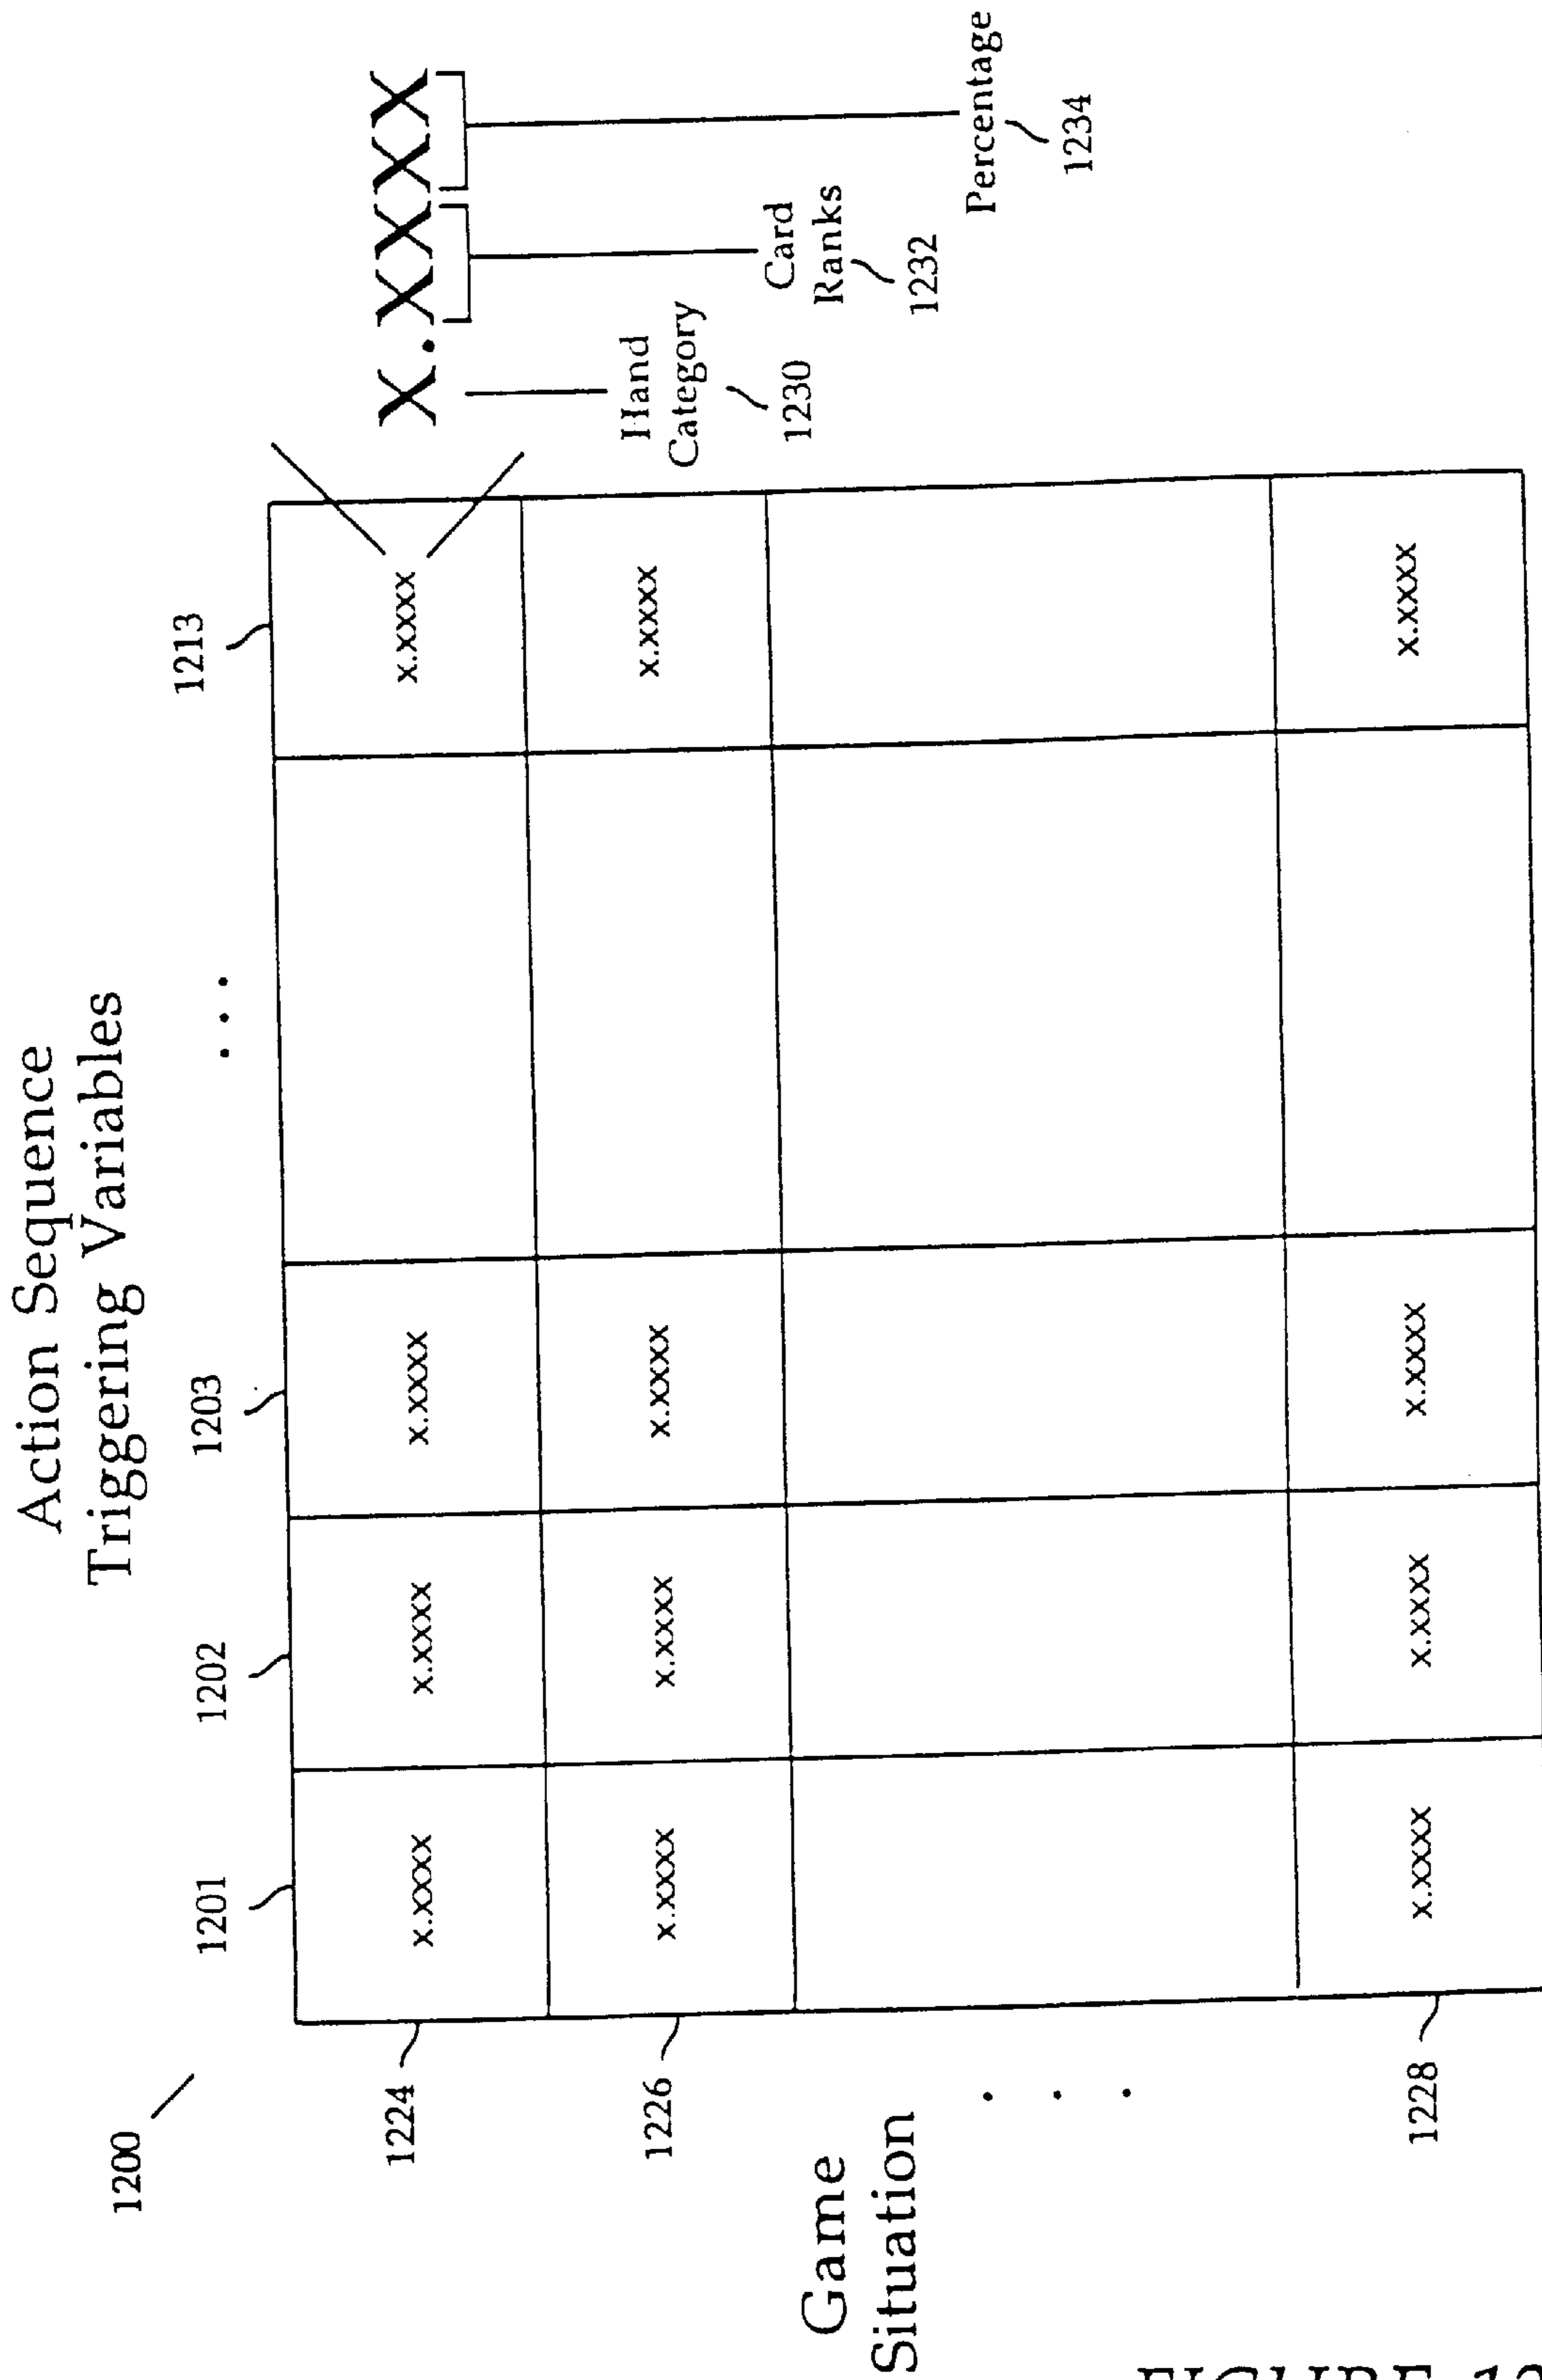 Action Sequence
Triggering Variables
1200
1201
1202
1203
. . .
1213
1224
x.xxxx
x.xxxx
x.xxxx
x.xxxx
X.XXXX
1226
x.xxxx
x.xxxx
x.xxxx
x.xxxx
Hand
Category
1230
Card
Ranks
1232
Percentage
1234
Game
Situation
. . .
1228
x.xxxx
x.xxxx
x.xxxx
x.xxxx